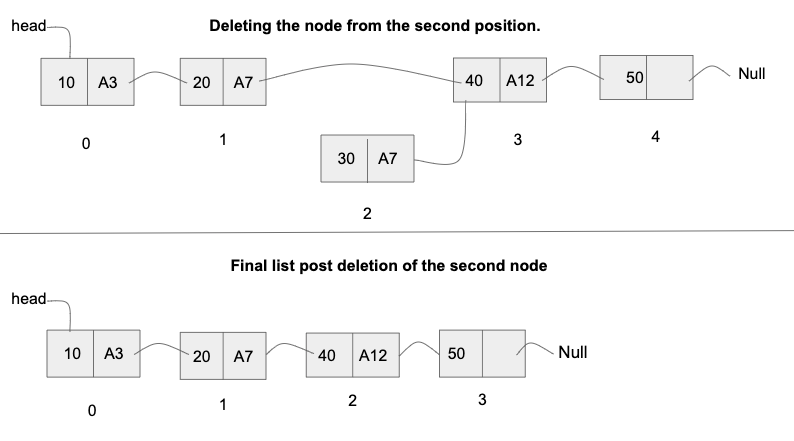 Deleting the node from the second position.
head
10 A3 20 A7 40 A12 50 Null
0 1 3 4
30 A7
2
Final list post deletion of the second node
head
10 A3 20 A7 40 A12 50 Null
0 1 2 3